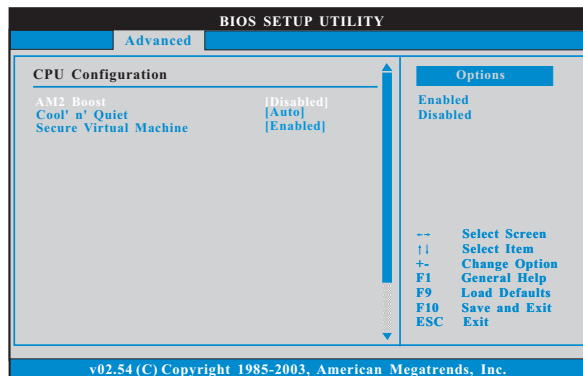 BIOS SETUP UTILITY
Advanced
CPU Configuration
AM2 Boost [Disabled]
Cool' n' Quiet [Auto]
Secure Virtual Machine [Enabled]
Options
Enabled
Disabled
←→ Select Screen
↑↓ Select Item
+- Change Option
F1 General Help
F9 Load Defaults
F10 Save and Exit
ESC Exit
v02.54 (C) Copyright 1985-2003, American Megatrends, Inc.